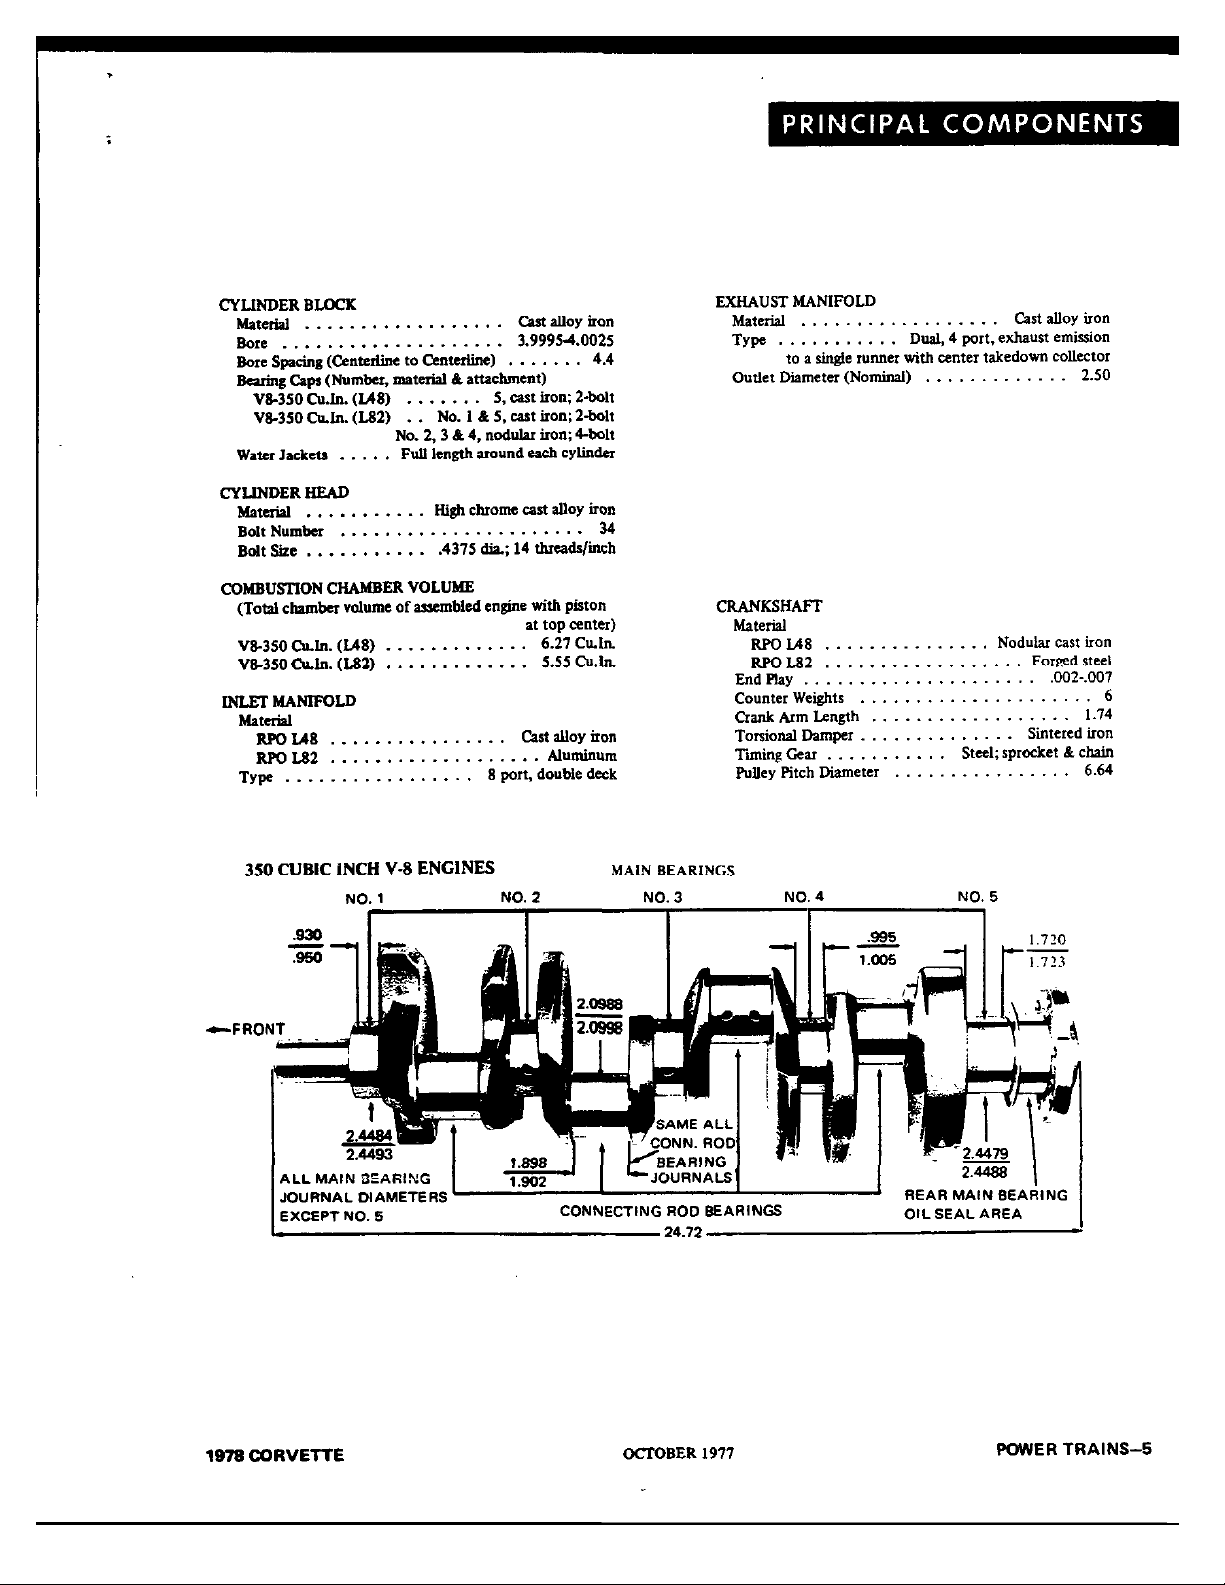 PRINCIPAL COMPONENTS
CYLINDER BLOCK
Material . . . . . . . . . . . . . . . . . . Cast alloy iron
Bore . . . . . . . . . . . . . . . . . . . . 3.9995-4.0025
Bore Spacing (Centerline to Centerline) . . . . . . . 4.4
Bearing Caps (Number, material & attachment)
V8-350 Cu.In. (L48) . . . . . . . 5, cast iron; 2-bolt
V8-350 Cu.In. (L82) . . No. 1 & 5, cast iron; 2-bolt
No. 2, 3 & 4, nodular iron; 4-bolt
Water Jackets . . . . . Full length around each cylinder
CYLINDER HEAD
Material . . . . . . . . . . . High chrome cast alloy iron
Bolt Number . . . . . . . . . . . . . . . . . . . . . . 34
Bolt Size . . . . . . . . . . . .4375 dia.; 14 threads/inch
COMBUSTION CHAMBER VOLUME
(Total chamber volume of assembled engine with piston
at top center)
V8-350 Cu.In. (L48) . . . . . . . . . . . . . 6.27 Cu.In.
V8-350 Cu.In. (L82) . . . . . . . . . . . . . 5.55 Cu.In.
INLET MANIFOLD
Material
RPO L48 . . . . . . . . . . . . . . . . Cast alloy iron
RPO L82 . . . . . . . . . . . . . . . . . . . Aluminum
Type . . . . . . . . . . . . . . . . . 8 port, double deck
EXHAUST MANIFOLD
Material . . . . . . . . . . . . . . . . . . Cast alloy iron
Type . . . . . . . . . . . Dual, 4 port, exhaust emission
to a single runner with center takedown collector
Outlet Diameter (Nominal) . . . . . . . . . . . . . 2.50
CRANKSHAFT
Material
RPO L48 . . . . . . . . . . . . . . . Nodular cast iron
RPO L82 . . . . . . . . . . . . . . . . . . Forged steel
End Play . . . . . . . . . . . . . . . . . . . . . .002-.007
Counter Weights . . . . . . . . . . . . . . . . . . . . . 6
Crank Arm Length . . . . . . . . . . . . . . . . . . 1.74
Torsional Damper . . . . . . . . . . . . . . Sintered iron
Timing Gear . . . . . . . . . . . Steel; sprocket & chain
Pulley Pitch Diameter . . . . . . . . . . . . . . . . 6.64
350 CUBIC INCH V-8 ENGINES
MAIN BEARINGS
NO. 1 NO. 2 NO. 3 NO. 4 NO. 5
.930
.950
.995
1.005
1.720
1.723
2.0988
2.0998
FRONT
2.4484
2.4493
ALL MAIN BEARING
JOURNAL DIAMETERS
EXCEPT NO. 5
1.898
1.902
SAME ALL
CONN. ROD
BEARING
JOURNALS
CONNECTING ROD BEARINGS
2.4479
2.4488
REAR MAIN BEARING
OIL SEAL AREA
24.72
1978 CORVETTE
OCTOBER 1977
POWER TRAINS—5